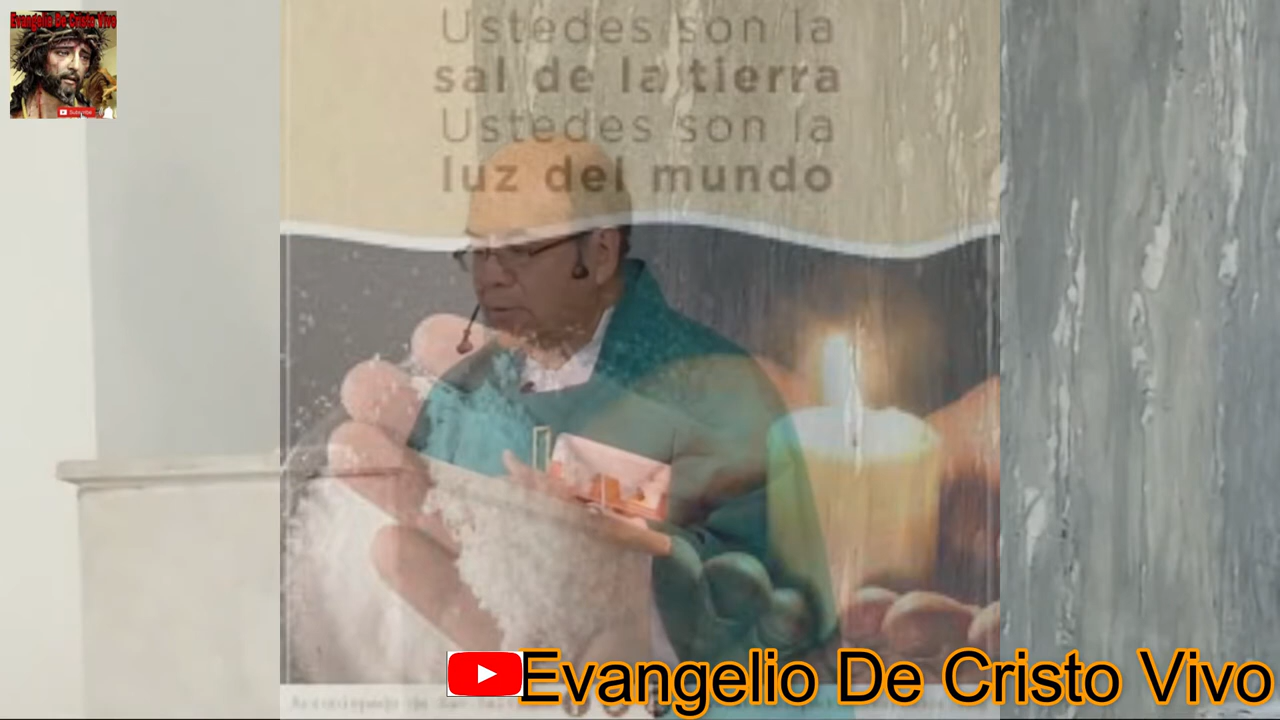 Evangelio De Cristo Vivo
Subscribe
Ustedes son la
sal de la tierra
Ustedes son la
luz del mundo
Evangelio De Cristo Vivo